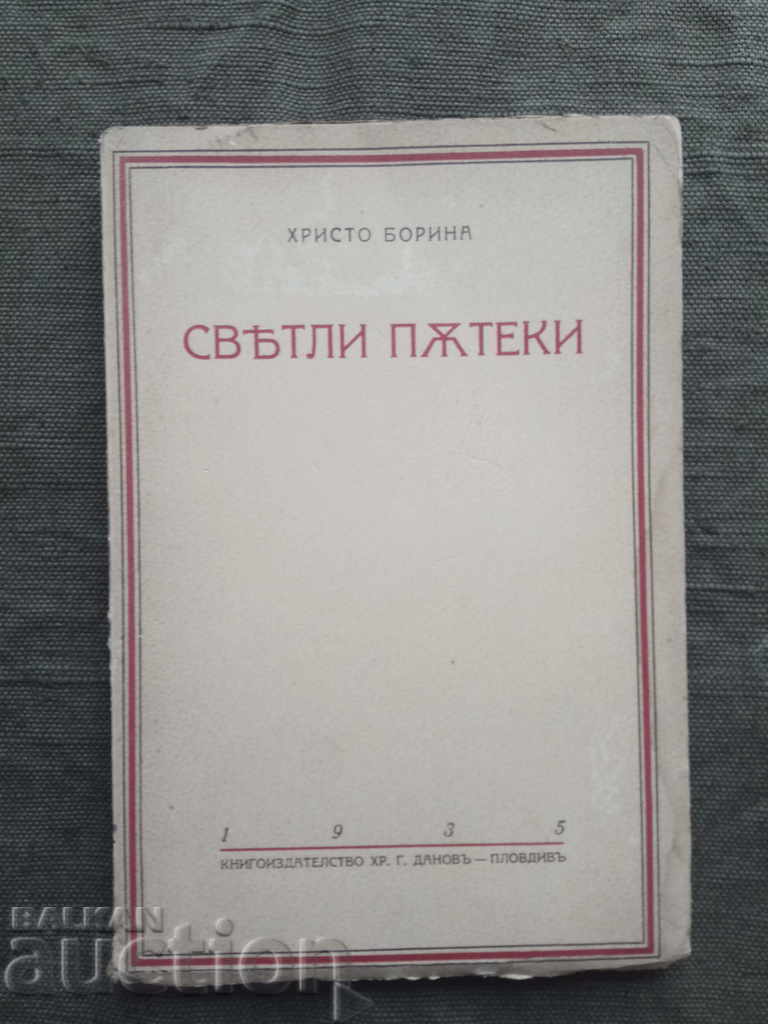 ХРИСТО БОРИНА
СВѢТЛИ ПѪТЕКИ
1 9 3 5
КНИГОИЗДАТЕЛСТВО ХР. Г. ДАНОВЪ — ПЛОВДИВЪ
BALKAN
auction